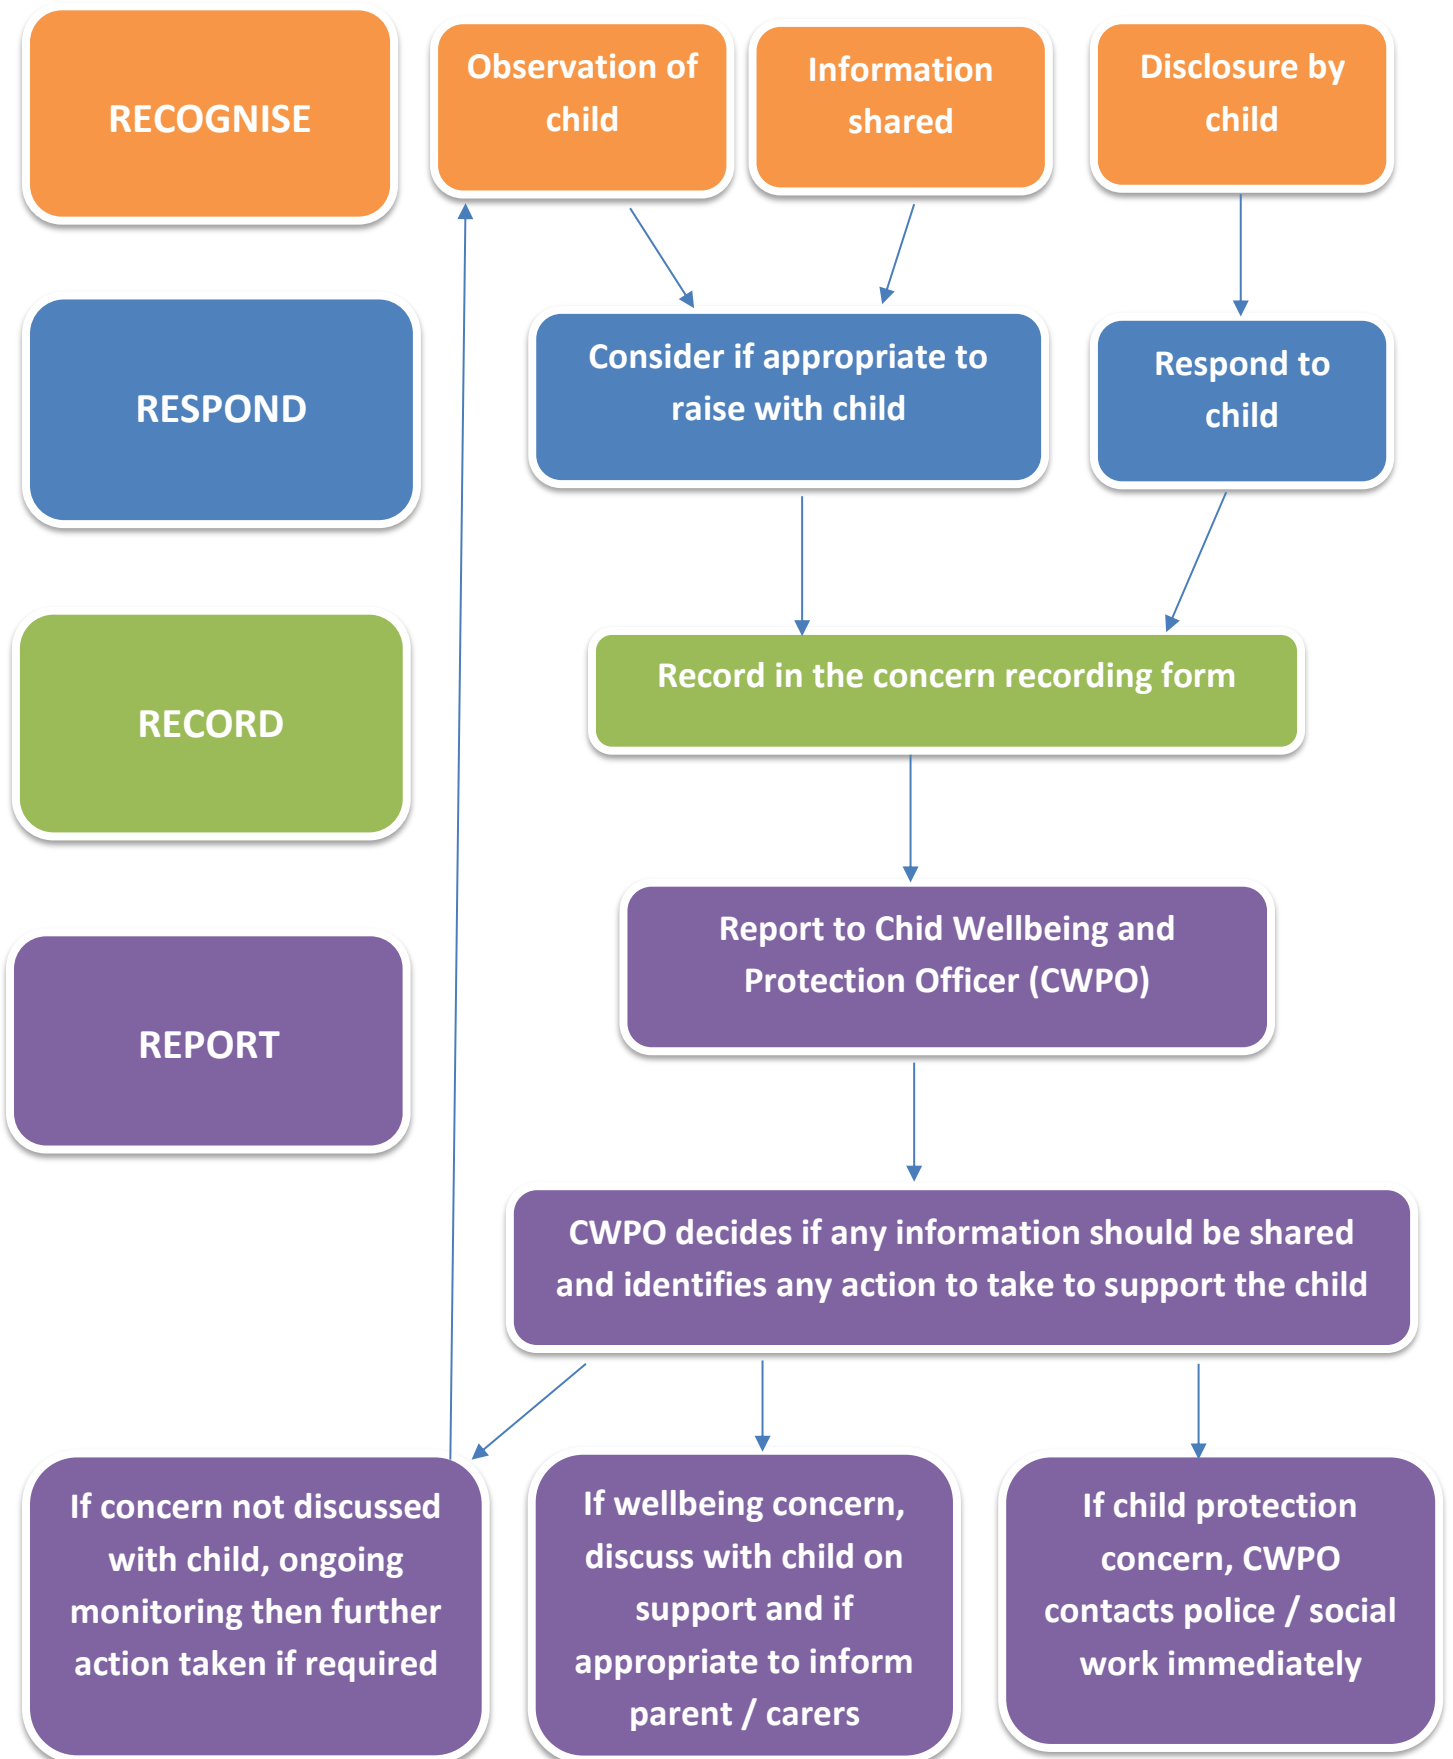 RECOGNISE
Observation of
child
Information
shared
Disclosure by
child
RESPOND
Consider if appropriate to
raise with child
Respond to
child
RECORD
Record in the concern recording form
REPORT
Report to Chid Wellbeing and
Protection Officer (CWPO)
CWPO decides if any information should be shared
and identifies any action to take to support the child
If concern not discussed
with child, ongoing
monitoring then further
action taken if required
If wellbeing concern,
discuss with child on
support and if
appropriate to inform
parent / carers
If child protection
concern, CWPO
contacts police / social
work immediately